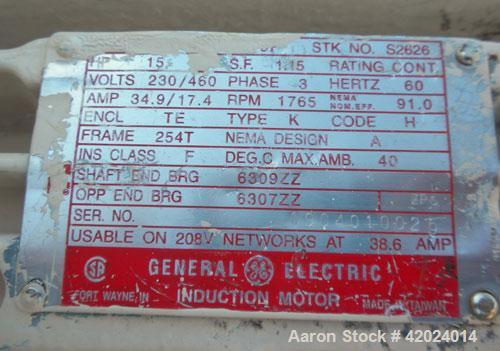 STK NO. S2626
HP 15 S.F. 1.15 RATING CONT.
VOLTS 230/460 PHASE 3 HERTZ 60
AMP 34.9/17.4 RPM 1765 NEMA NOM.EFF. 91.0
ENCL TE TYPE K CODE H
FRAME 254T NEMA DESIGN A
INS CLASS F DEG.C MAX.AMB. 40
SHAFT END BRG 6309ZZ
OPP END BRG 6307ZZ
SER. NO.
USABLE ON 208V NETWORKS AT 38.6 AMP
SA GENERAL GE ELECTRIC
FORT WAYNE IN INDUCTION MOTOR MADE IN TAIWAN
Aaron Stock # 42024014